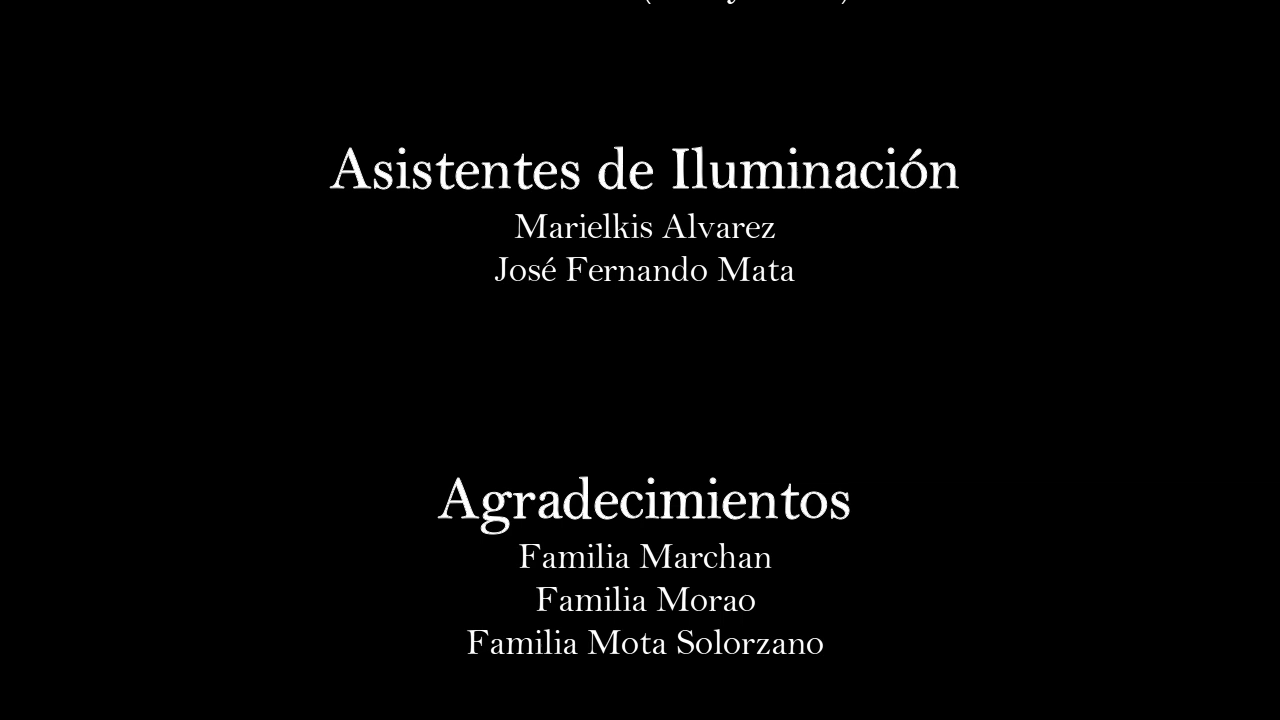 Asistentes de Iluminación
Marielkis Alvarez
José Fernando Mata
Agradecimientos
Familia Marchan
Familia Morao
Familia Mota Solorzano